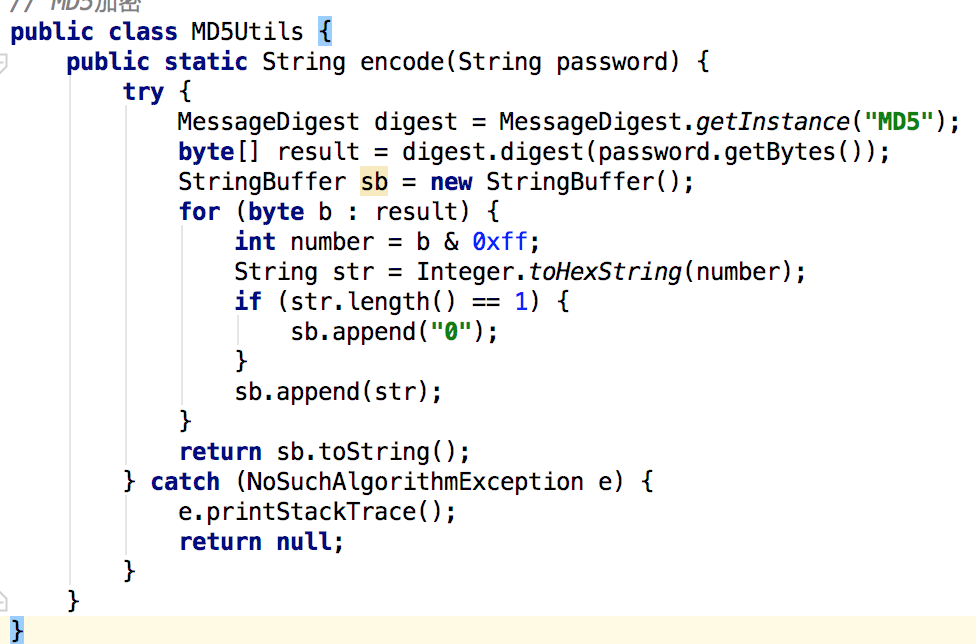 // MD5加密
public class MD5Utils {
    public static String encode(String password) {
        try {
            MessageDigest digest = MessageDigest.getInstance("MD5");
            byte[] result = digest.digest(password.getBytes());
            StringBuffer sb = new StringBuffer();
            for (byte b : result) {
                int number = b & 0xff;
                String str = Integer.toHexString(number);
                if (str.length() == 1) {
                    sb.append("0");
                }
                sb.append(str);
            }
            return sb.toString();
        } catch (NoSuchAlgorithmException e) {
            e.printStackTrace();
            return null;
        }
    }
}